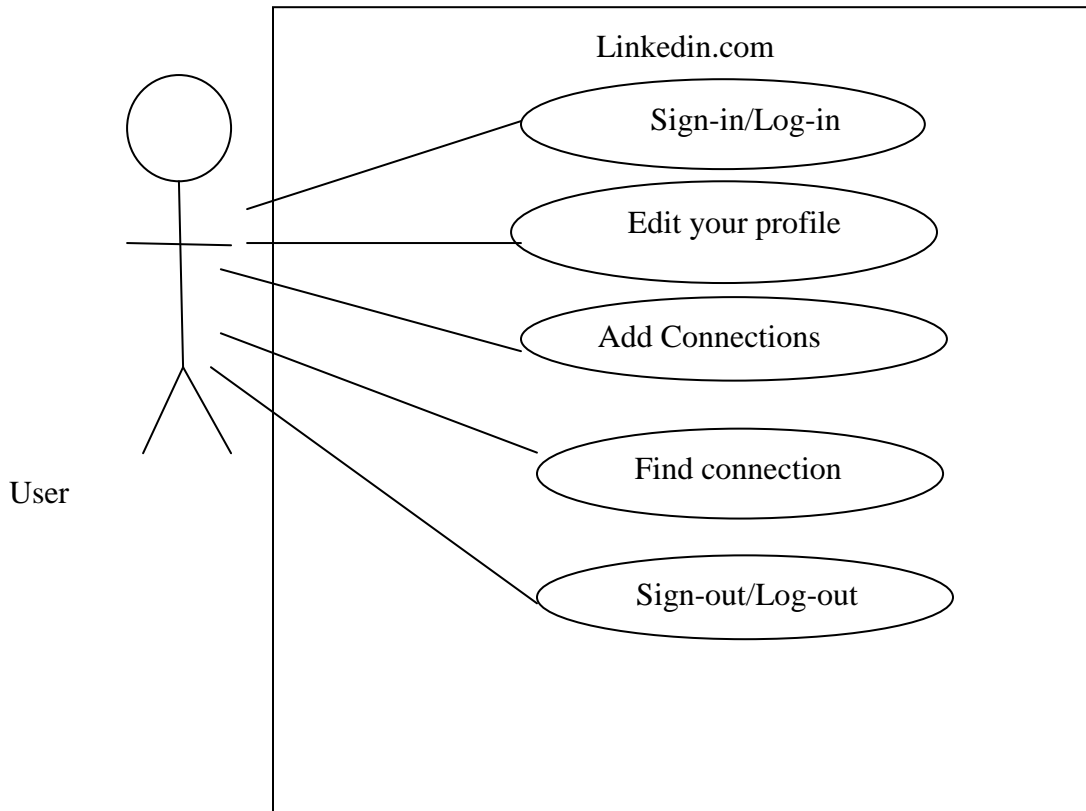 Linkedin.com
Sign-in/Log-in
Edit your profile
Add Connections
Find connection
User
Sign-out/Log-out